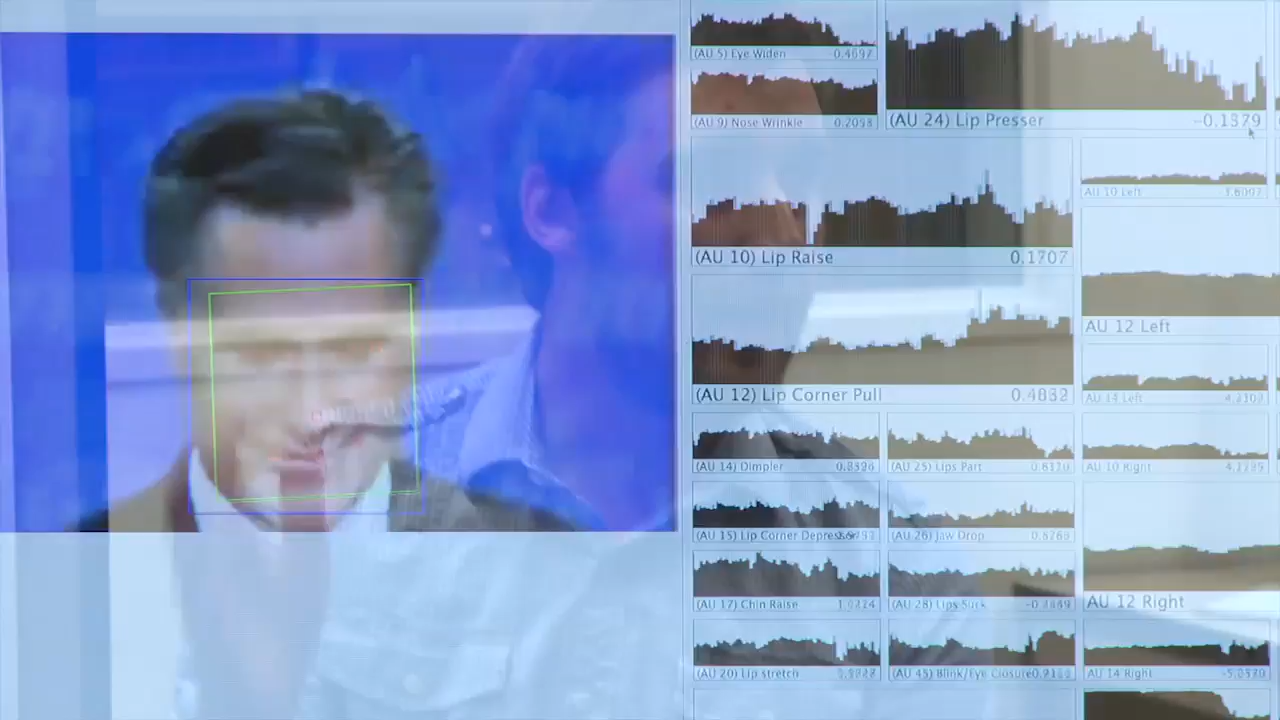 (AU 5) Eye Widen 0.4697
(AU 9) Nose Wrinkle
(AU 24) Lip Presser -0.1379
AU 10 Left
(AU 10) Lip Raise 0.1707
AU 12 Left
(AU 12) Lip Corner Pull 0.4832
AU 14 Left
(AU 14) Dimpler
(AU 25) Lips Part
AU 10 Right
(AU 15) Lip Corner Depresser
(AU 26) Jaw Drop
(AU 17) Chin Raise
(AU 28) Lips Suck
AU 12 Right
(AU 20) Lip stretch
(AU 45) Blink/Eye Closure
AU 14 Right